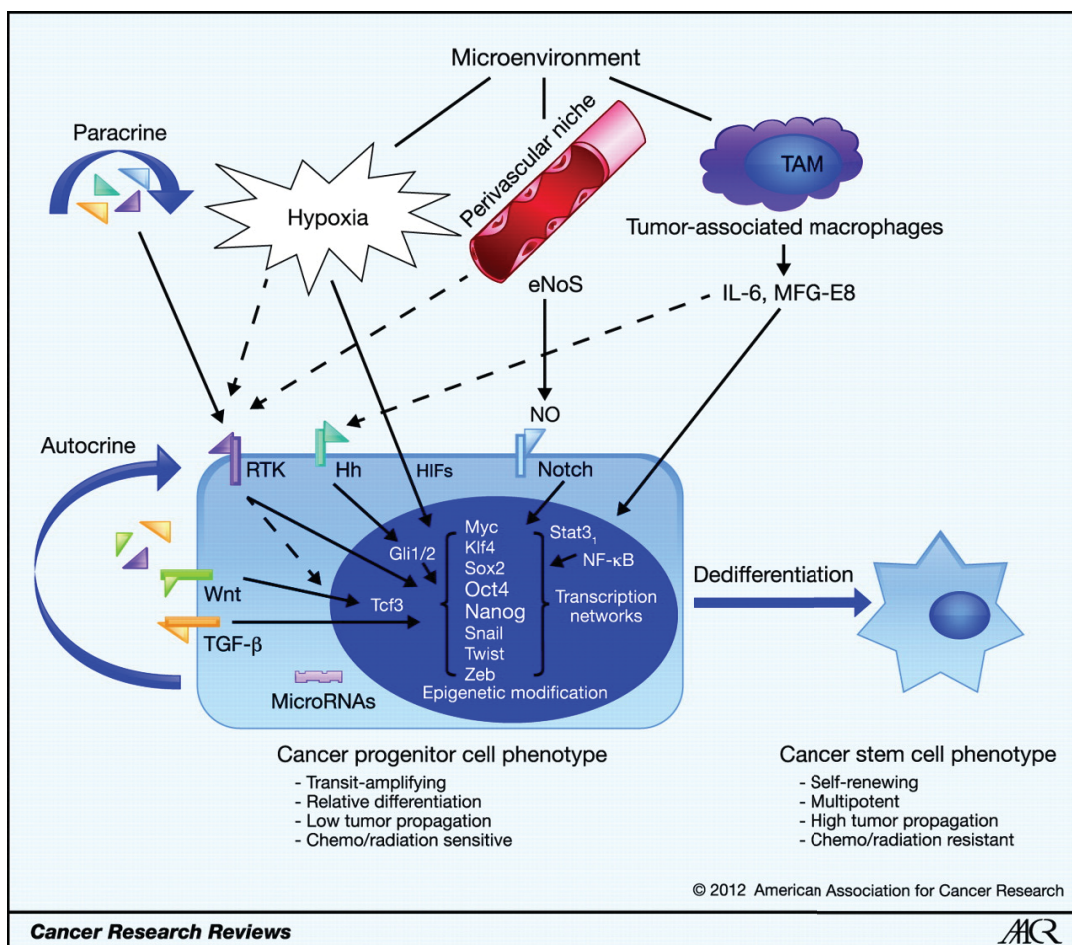 Microenvironment
Paracrine
Hypoxia
Perivascular niche
TAM
Tumor-associated macrophages
eNoS
IL-6, MFG-E8
NO
Autocrine
RTK
Hh
HIFs
Notch
Myc
Klf4
Sox2
Oct4
Nanog
Snail
Twist
Zeb
Stat3₁
NF-κB
Gli1/2
Tcf3
Transcription
networks
Wnt
TGF-β
MicroRNAs
Epigenetic modification
Dedifferentiation
Cancer progenitor cell phenotype
- Transit-amplifying
- Relative differentiation
- Low tumor propagation
- Chemo/radiation sensitive
Cancer stem cell phenotype
- Self-renewing
- Multipotent
- High tumor propagation
- Chemo/radiation resistant
© 2012 American Association for Cancer Research
Cancer Research Reviews
AACR